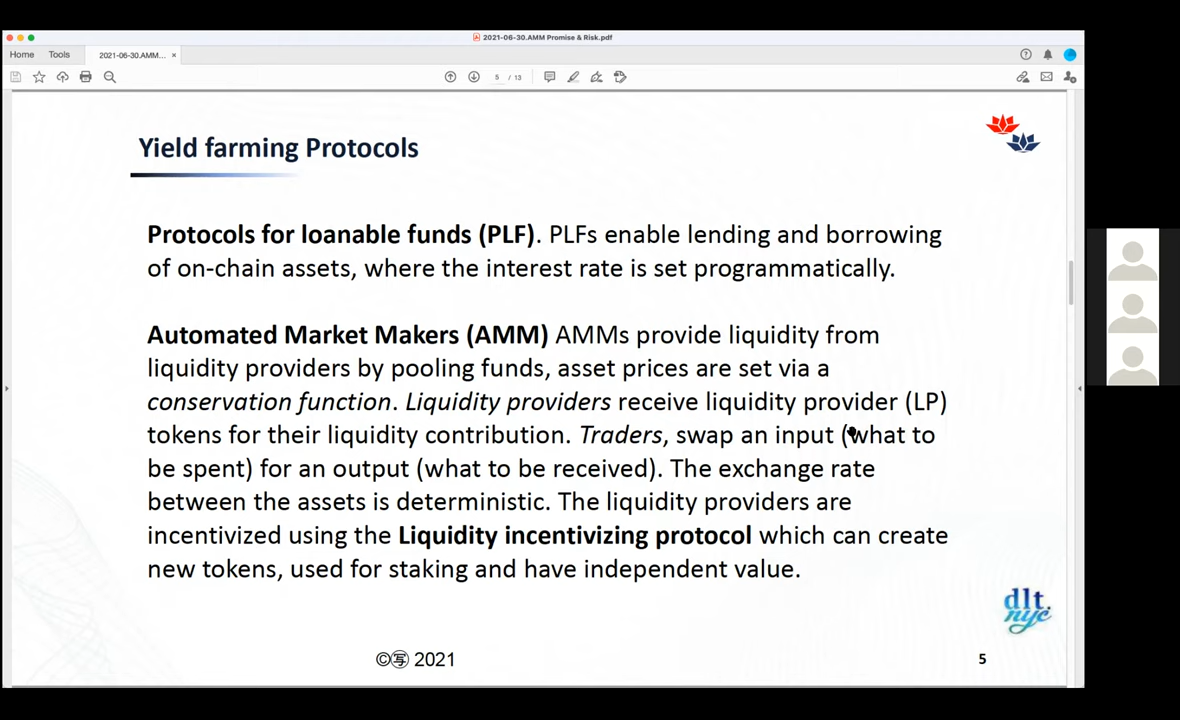 2021-06-30.AMM Promise & Risk.pdf
Home Tools 2021-06-30.AMM... ×
5 / 13
Yield farming Protocols
Protocols for loanable funds (PLF). PLFs enable lending and borrowing
of on-chain assets, where the interest rate is set programmatically.
Automated Market Makers (AMM) AMMs provide liquidity from
liquidity providers by pooling funds, asset prices are set via a
conservation function. Liquidity providers receive liquidity provider (LP)
tokens for their liquidity contribution. Traders, swap an input (what to
be spent) for an output (what to be received). The exchange rate
between the assets is deterministic. The liquidity providers are
incentivized using the Liquidity incentivizing protocol which can create
new tokens, used for staking and have independent value.
dlt.
nyc
©㊢ 2021
5